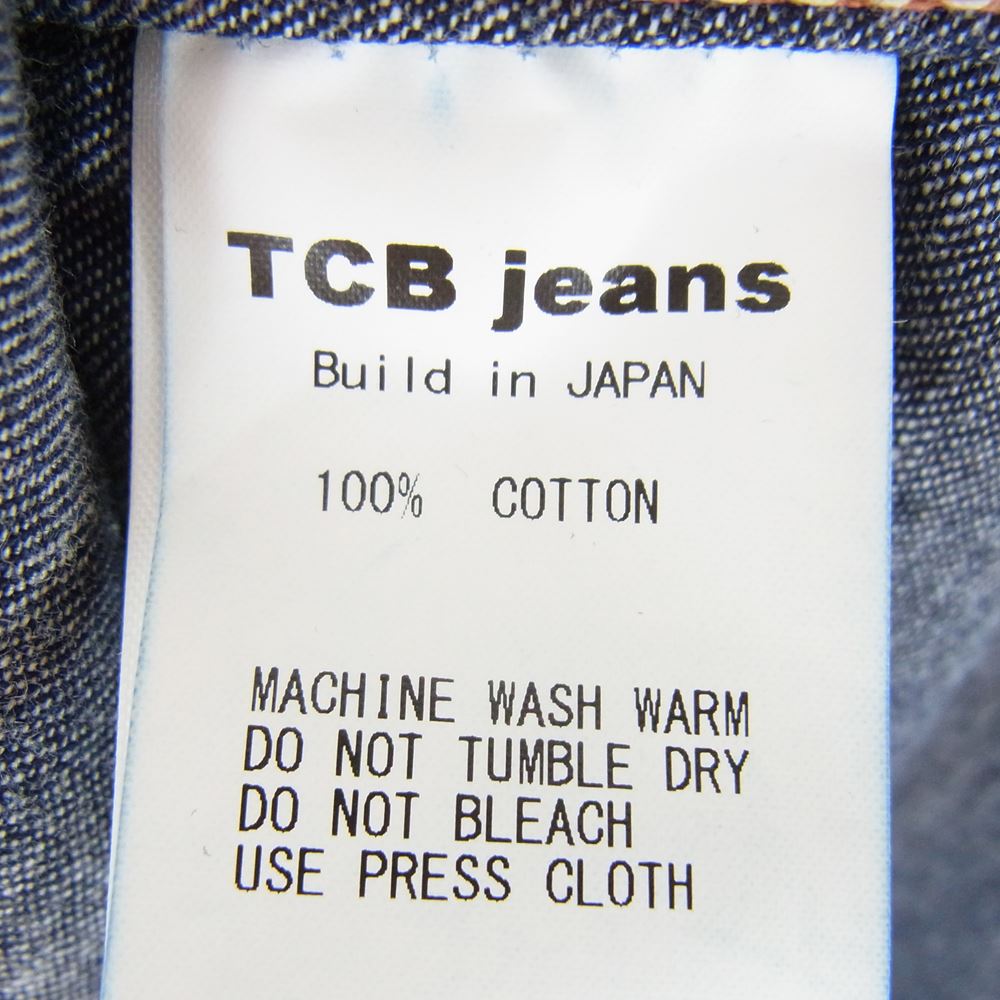 TCB jeans
Build in JAPAN
100% COTTON
MACHINE WASH WARM
DO NOT TUMBLE DRY
DO NOT BLEACH
USE PRESS CLOTH